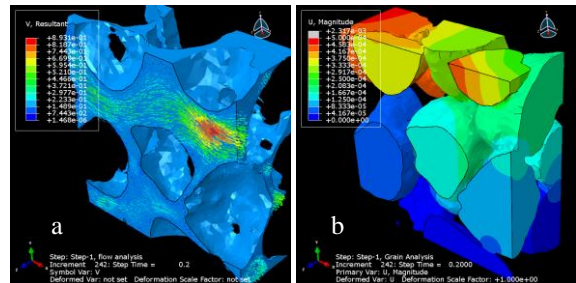 V, Resultant
+8.931e-01
+8.187e-01
+7.443e-01
+6.698e-01
+5.954e-01
+5.210e-01
+4.466e-01
+3.721e-01
+2.977e-01
+2.233e-01
+1.489e-01
+7.443e-02
+1.468e-08
a
Step: Step-1, flow analysis
Increment 242: Step Time = 0.2
Symbol Var: V
Deformed Var: not set Deformation Scale Factor: not set
U, Magnitude
+2.317e-03
+5.000e-04
+4.583e-04
+4.167e-04
+3.750e-04
+3.333e-04
+2.917e-04
+2.500e-04
+2.083e-04
+1.667e-04
+1.250e-04
+8.333e-05
+4.167e-05
+0.000e+00
b
Step: Step-1, Grain Analysis
Increment 242: Step Time = 0.2000
Primary Var: U, Magnitude
Deformed Var: U Deformation Scale Factor: +1.000e+00